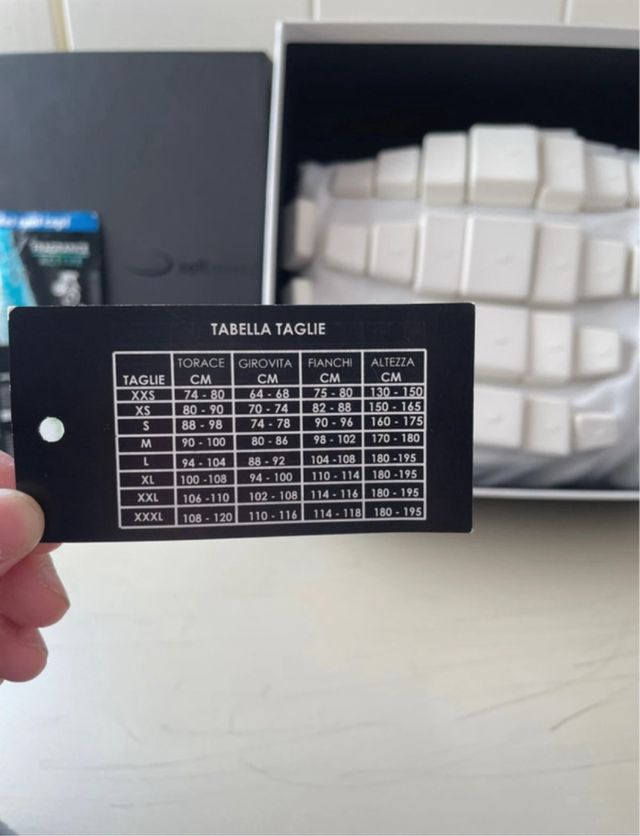 TABELLA TAGLIE
TAGLIE TORACE CM GIROVITA CM FIANCHI CM ALTEZZA CM
XXS 74 - 80 64 - 68 75 - 80 130 - 150
XS 80 - 90 70 - 74 82 - 88 150 - 165
S 88 - 98 74 - 78 90 - 96 160 - 175
M 90 - 100 80 - 86 98 - 102 170 - 180
L 94 - 104 88 - 92 104 -108 180 -195
XL 100 -108 94 - 100 110 - 114 180 -195
XXL 106 -110 102 - 108 114 - 116 180 - 195
XXXL 108 - 120 110 - 116 114 - 118 180 - 195